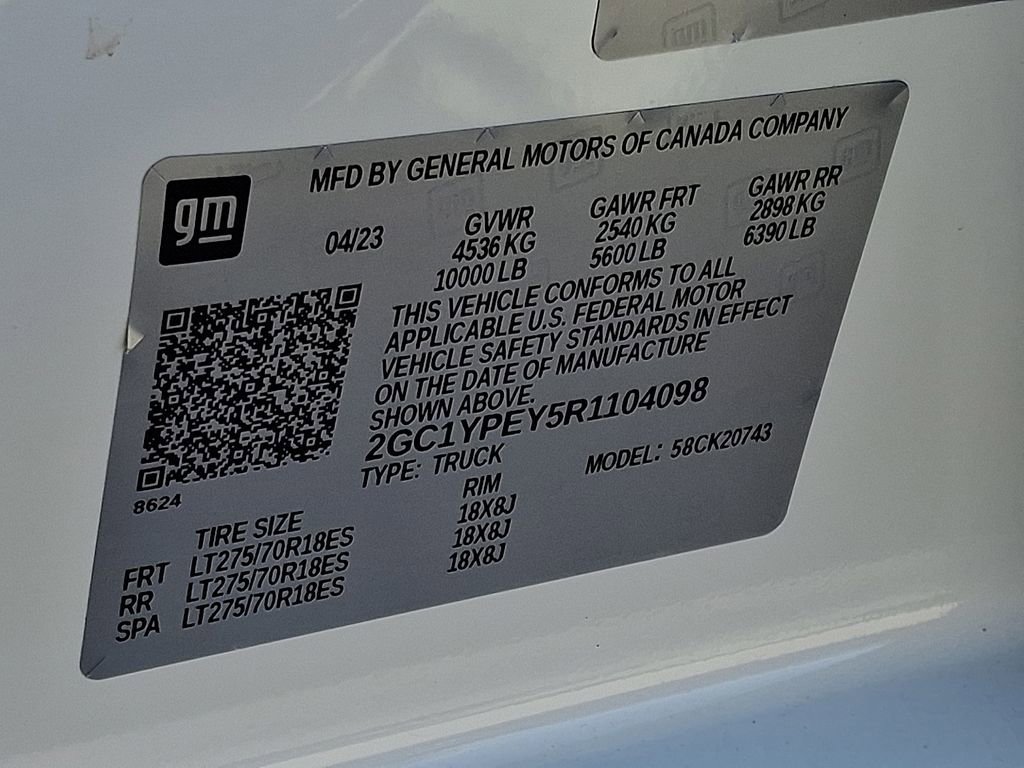 MFD BY GENERAL MOTORS OF CANADA COMPANY
gm
04/23
GVWR
4536 KG
10000 LB
GAWR FRT
2540 KG
5600 LB
GAWR RR
2898 KG
6390 LB
THIS VEHICLE CONFORMS TO ALL
APPLICABLE U.S. FEDERAL MOTOR
VEHICLE SAFETY STANDARDS IN EFFECT
ON THE DATE OF MANUFACTURE
SHOWN ABOVE.
2GC1YPEY5R1104098
TYPE: TRUCK
MODEL: 58CK20743
8624
TIRE SIZE RIM
FRT LT275/70R18ES 18X8J
RR LT275/70R18ES 18X8J
SPA LT275/70R18ES 18X8J